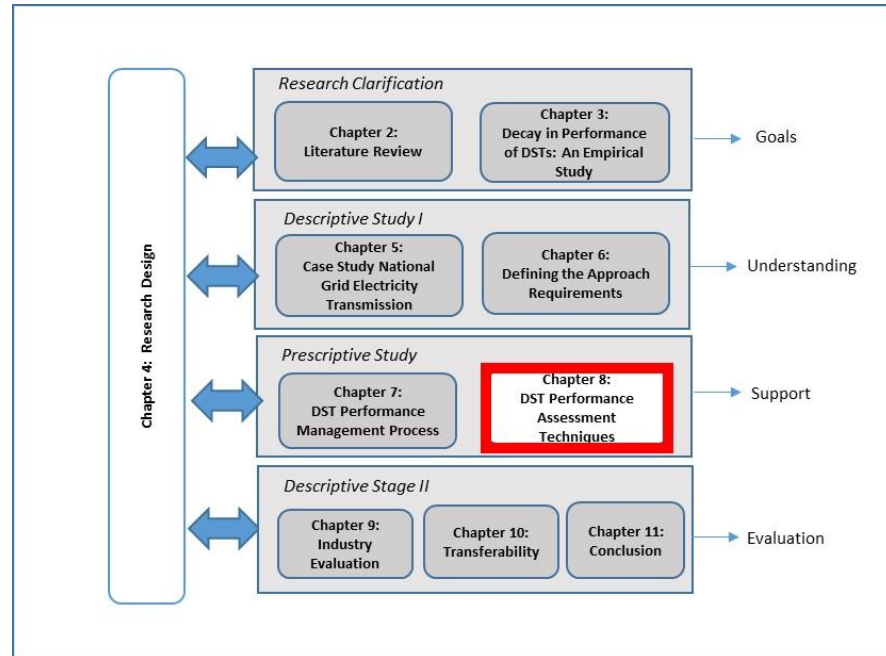 Chapter 4:  Research Design
Research Clarification
Chapter 2:
Literature Review
Chapter 3:
Decay in Performance
of DSTs: An Empirical
Study
Goals
Descriptive Study I
Chapter 5:
Case Study National
Grid Electricity
Transmission
Chapter 6:
Defining the Approach
Requirements
Understanding
Prescriptive Study
Chapter 7:
DST Performance
Management Process
Chapter 8:
DST Performance
Assessment
Techniques
Support
Descriptive Stage II
Chapter 9:
Industry
Evaluation
Chapter 10:
Transferability
Chapter 11:
Conclusion
Evaluation